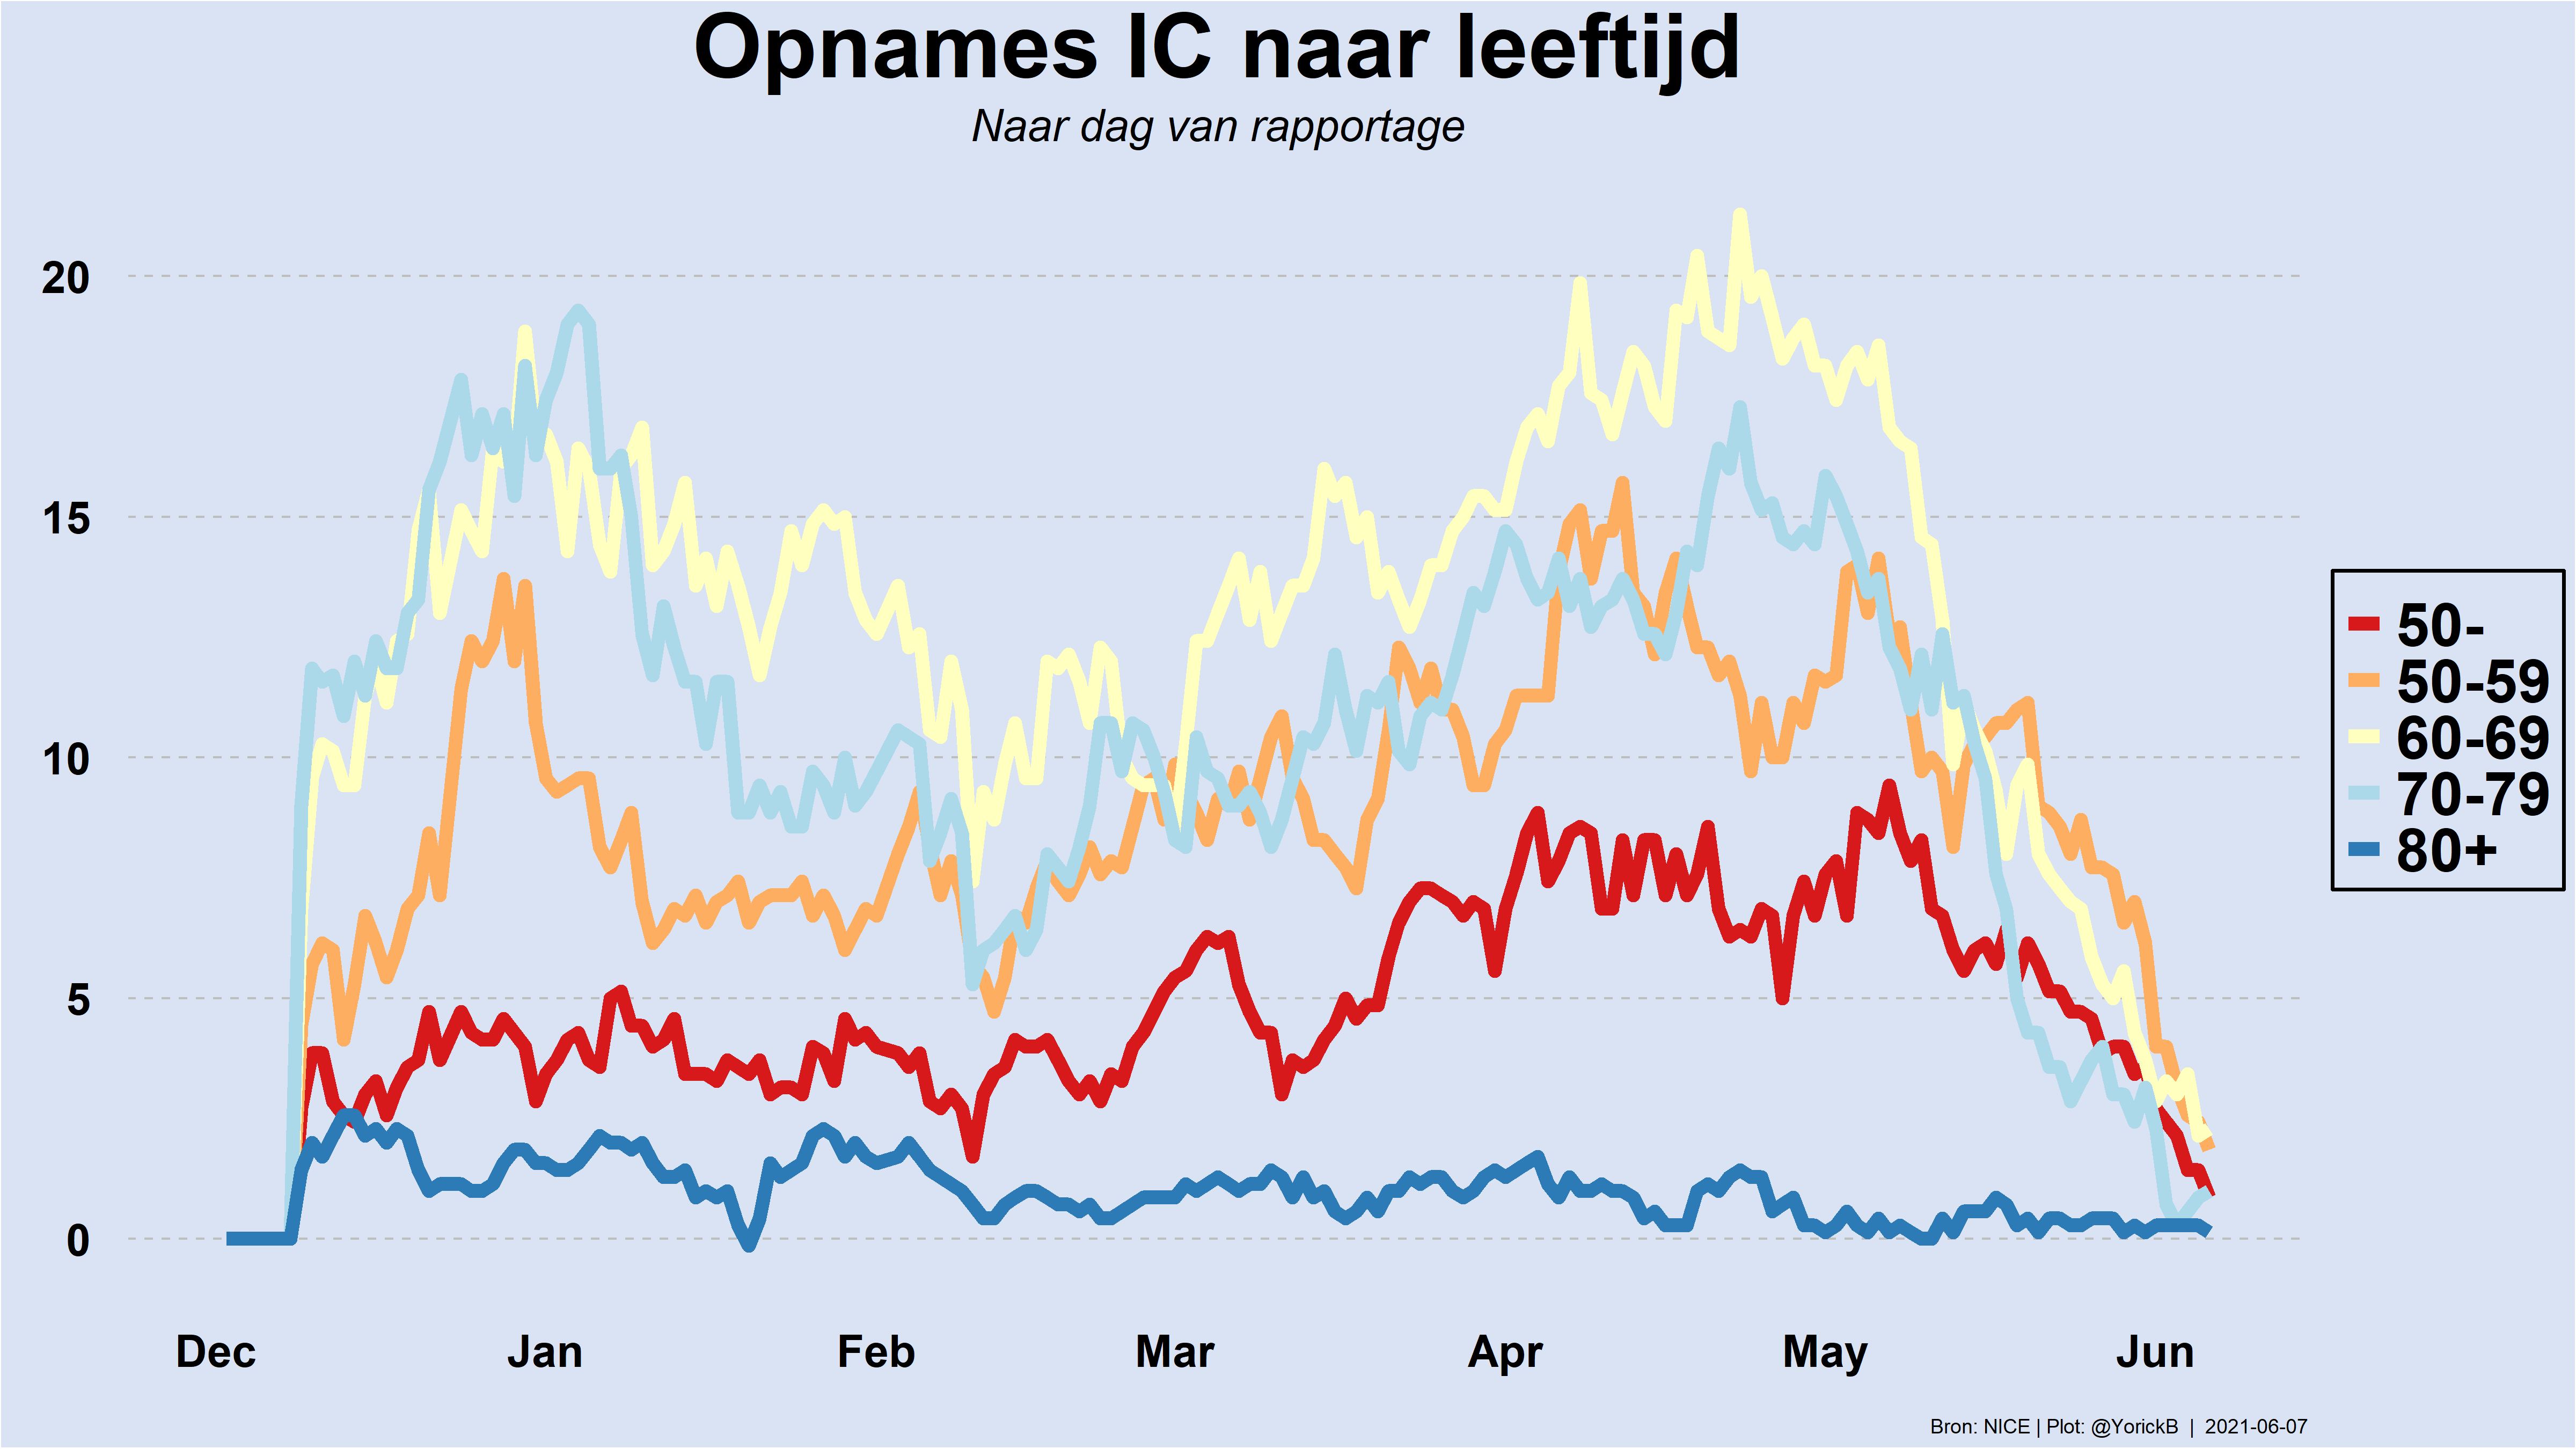 Opnames IC naar leeftijd
Naar dag van rapportage
20
15
10
5
0
Dec Jan Feb Mar Apr May Jun
50-
50-59
60-69
70-79
80+
Bron: NICE | Plot: @YorickB | 2021-06-07